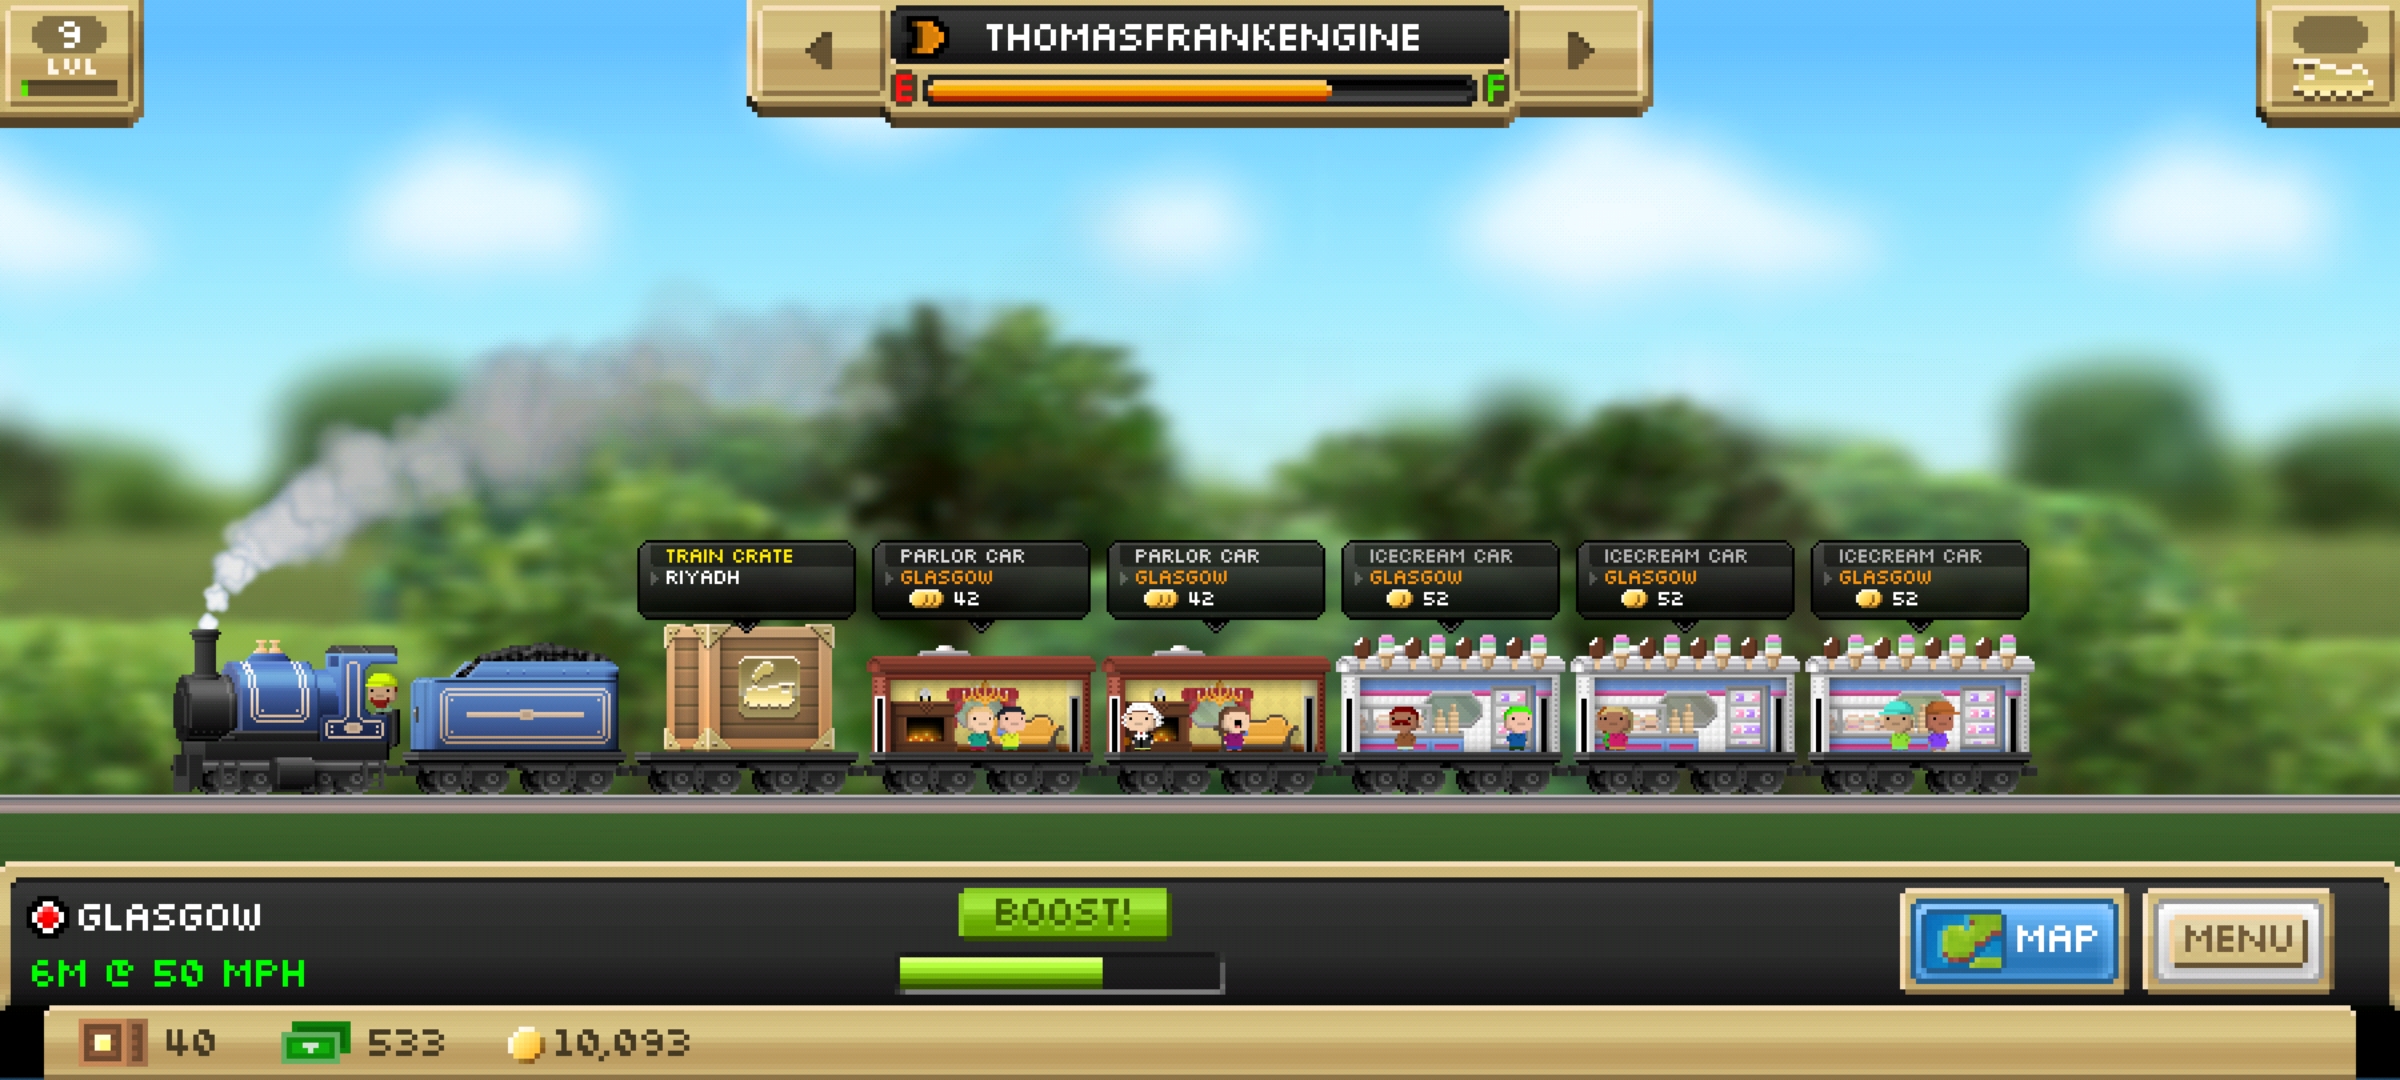 9
LVL
THOMASFRANKENGINE
E F
TRAIN CRATE
RIYADH
PARLOR CAR
GLASGOW
42
PARLOR CAR
GLASGOW
42
ICECREAM CAR
GLASGOW
52
ICECREAM CAR
GLASGOW
52
ICECREAM CAR
GLASGOW
52
GLASGOW
6M @ 50 MPH
BOOST!
MAP
MENU
40 533 10,093